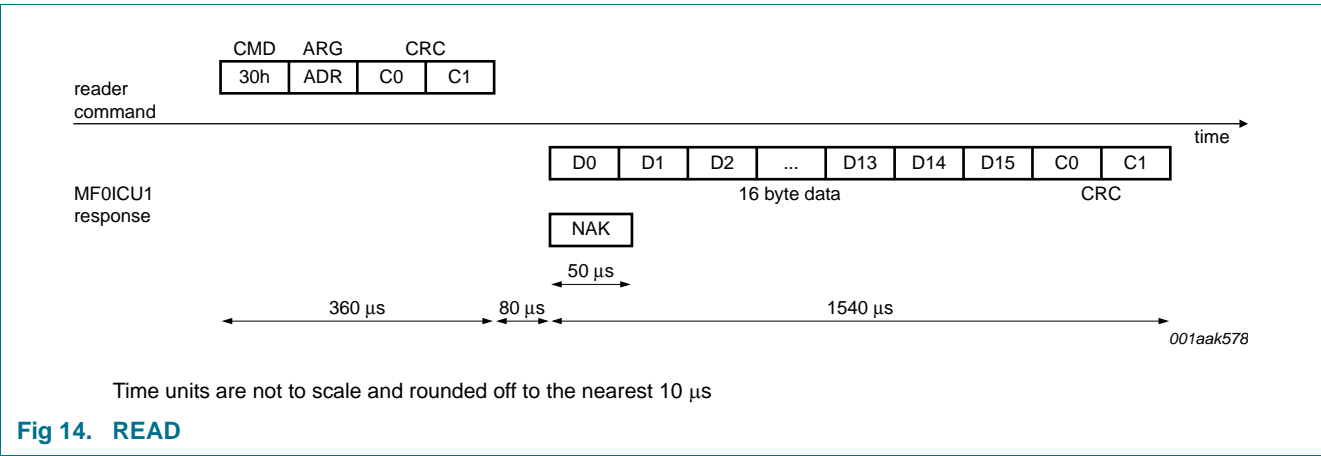 CMD ARG CRC
30h ADR C0 C1
reader
command
time
D0 D1 D2 ... D13 D14 D15 C0 C1
MF0ICU1
response
16 byte data CRC
NAK
50 μs
360 μs 80 μs 1540 μs
001aak578
Time units are not to scale and rounded off to the nearest 10 μs
Fig 14. READ